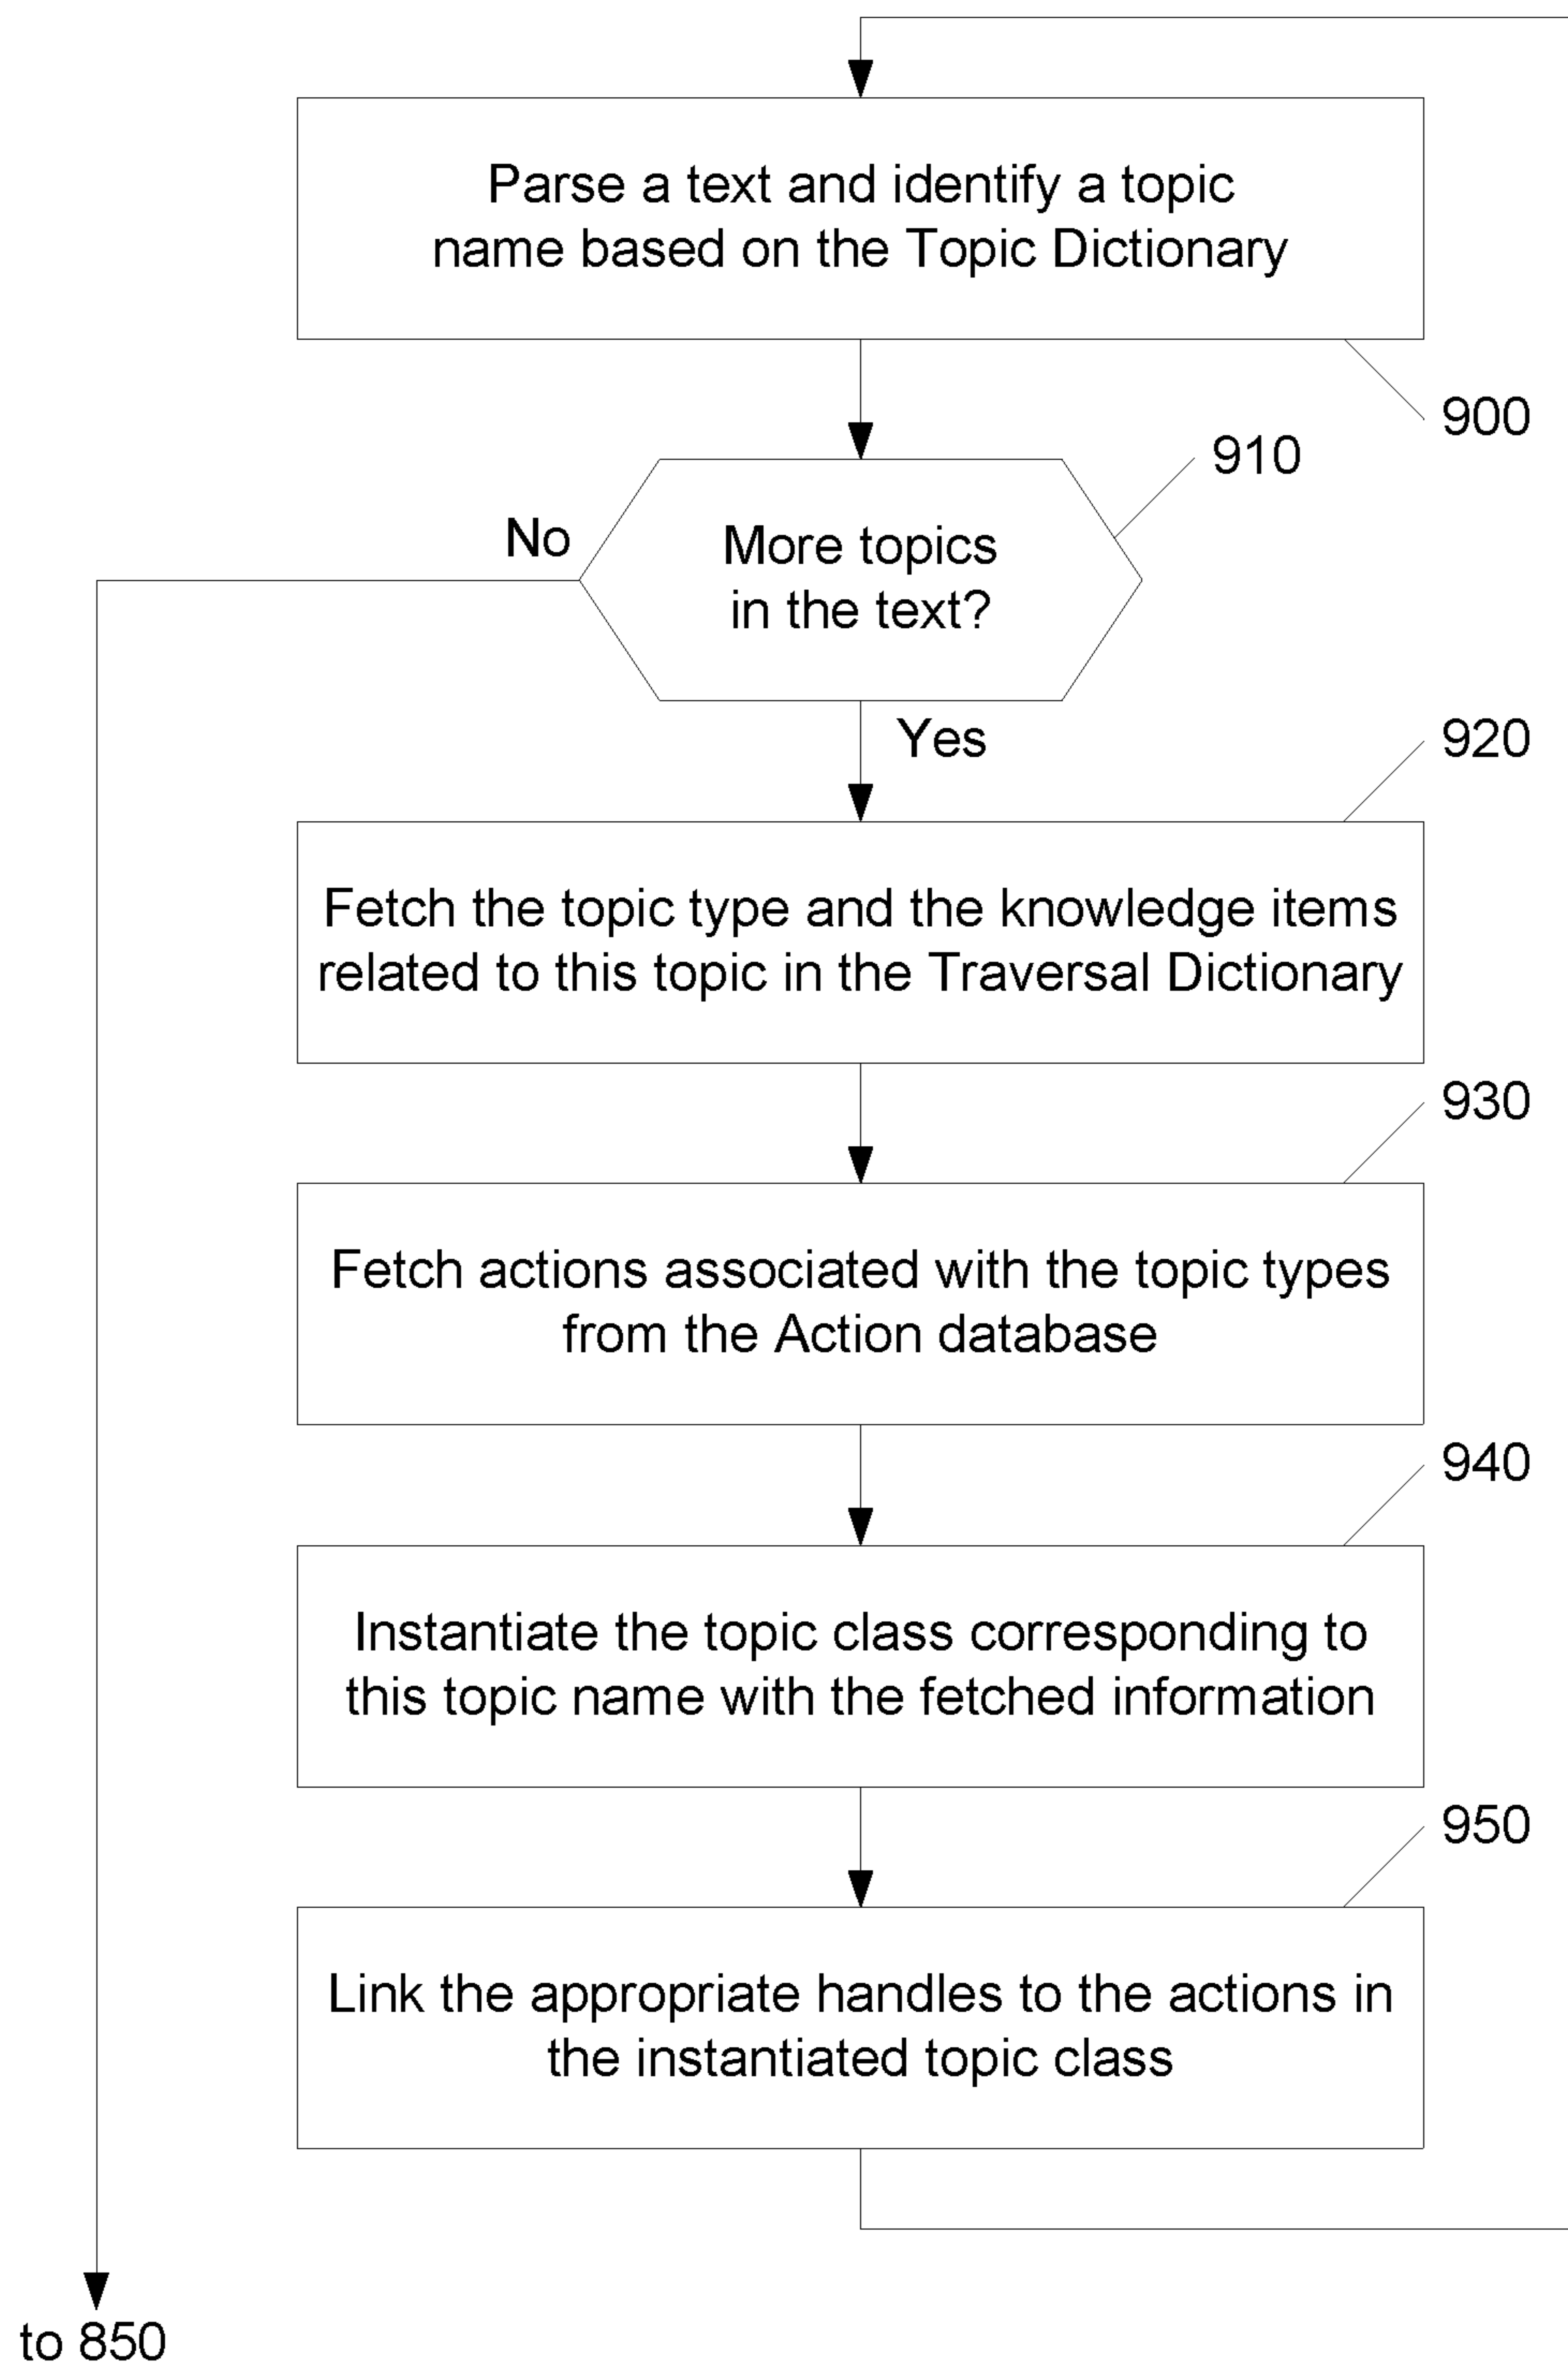 Parse a text and identify a topic
name based on the Topic Dictionary
900
910
No
More topics
in the text?
Yes
920
Fetch the topic type and the knowledge items
related to this topic in the Traversal Dictionary
930
Fetch actions associated with the topic types
from the Action database
940
Instantiate the topic class corresponding to
this topic name with the fetched information
950
Link the appropriate handles to the actions in
the instantiated topic class
to 850